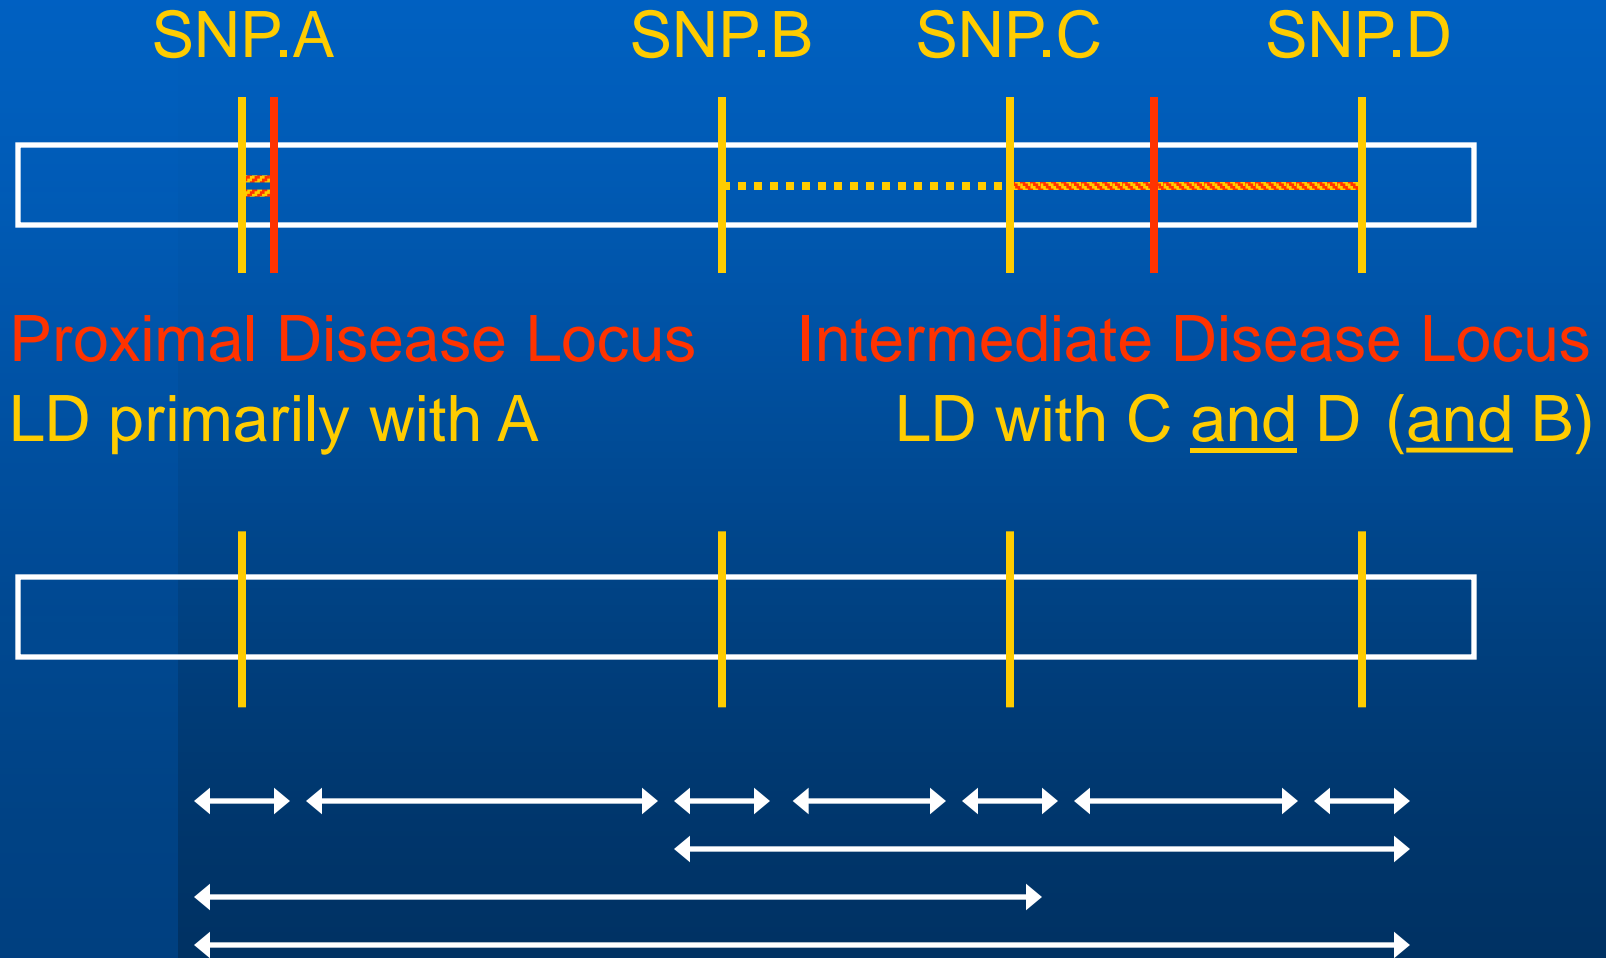 SNP.A SNP.B SNP.C SNP.D
Proximal Disease Locus Intermediate Disease Locus
LD primarily with A LD with C and D (and B)